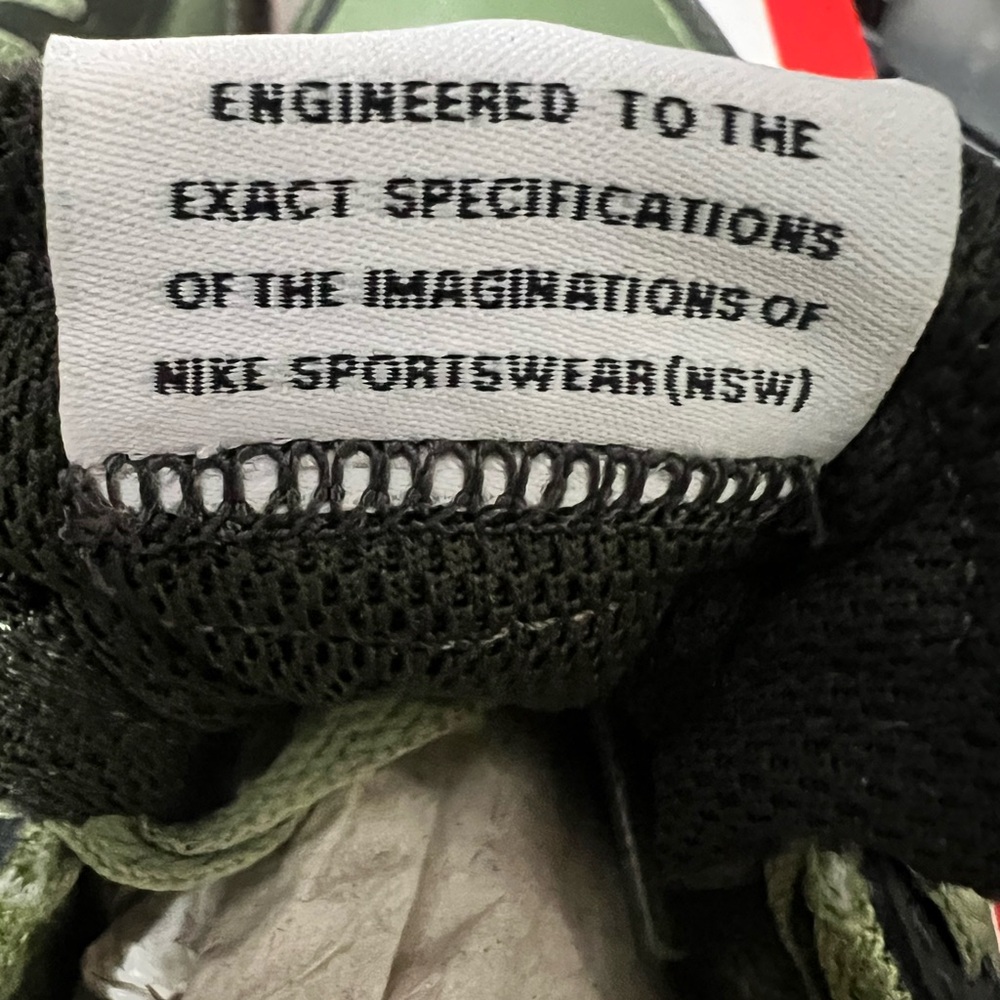 ENGINEERED TO THE
EXACT SPECIFICATIONS
OF THE IMAGINATIONS OF
NIKE SPORTSWEAR (NSW)